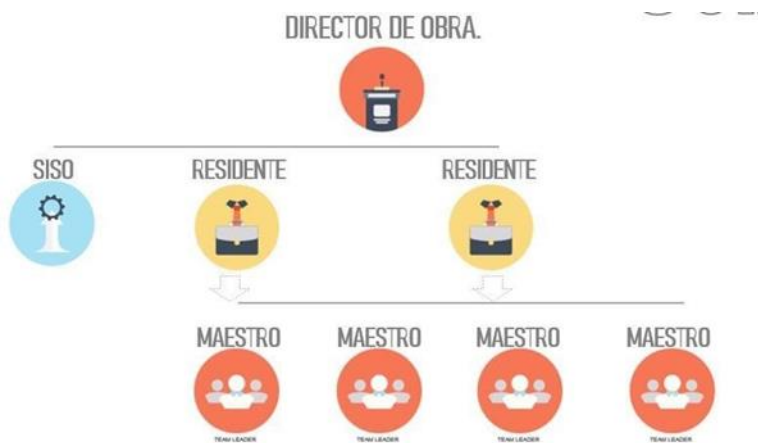 DIRECTOR DE OBRA.
SISO
RESIDENTE
RESIDENTE
MAESTRO
MAESTRO
MAESTRO
MAESTRO
TEAM LEADER
TEAM LEADER
TEAM LEADER
TEAM LEADER